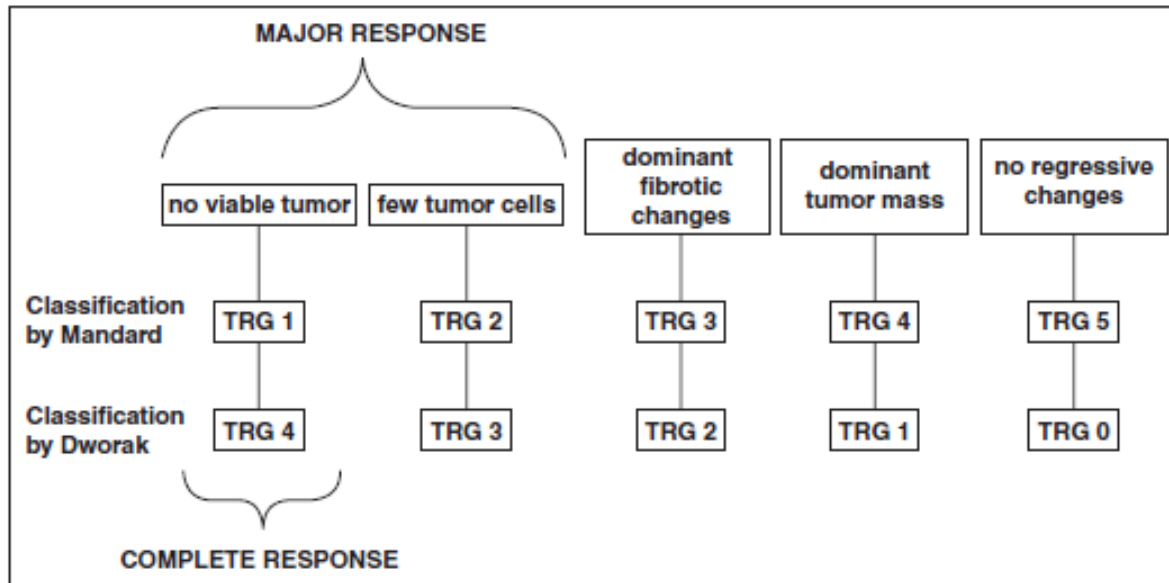 MAJOR RESPONSE
no viable tumor
few tumor cells
dominant
fibrotic
changes
dominant
tumor mass
no regressive
changes
Classification
by Mandard
TRG 1
TRG 2
TRG 3
TRG 4
TRG 5
Classification
by Dworak
TRG 4
TRG 3
TRG 2
TRG 1
TRG 0
COMPLETE RESPONSE